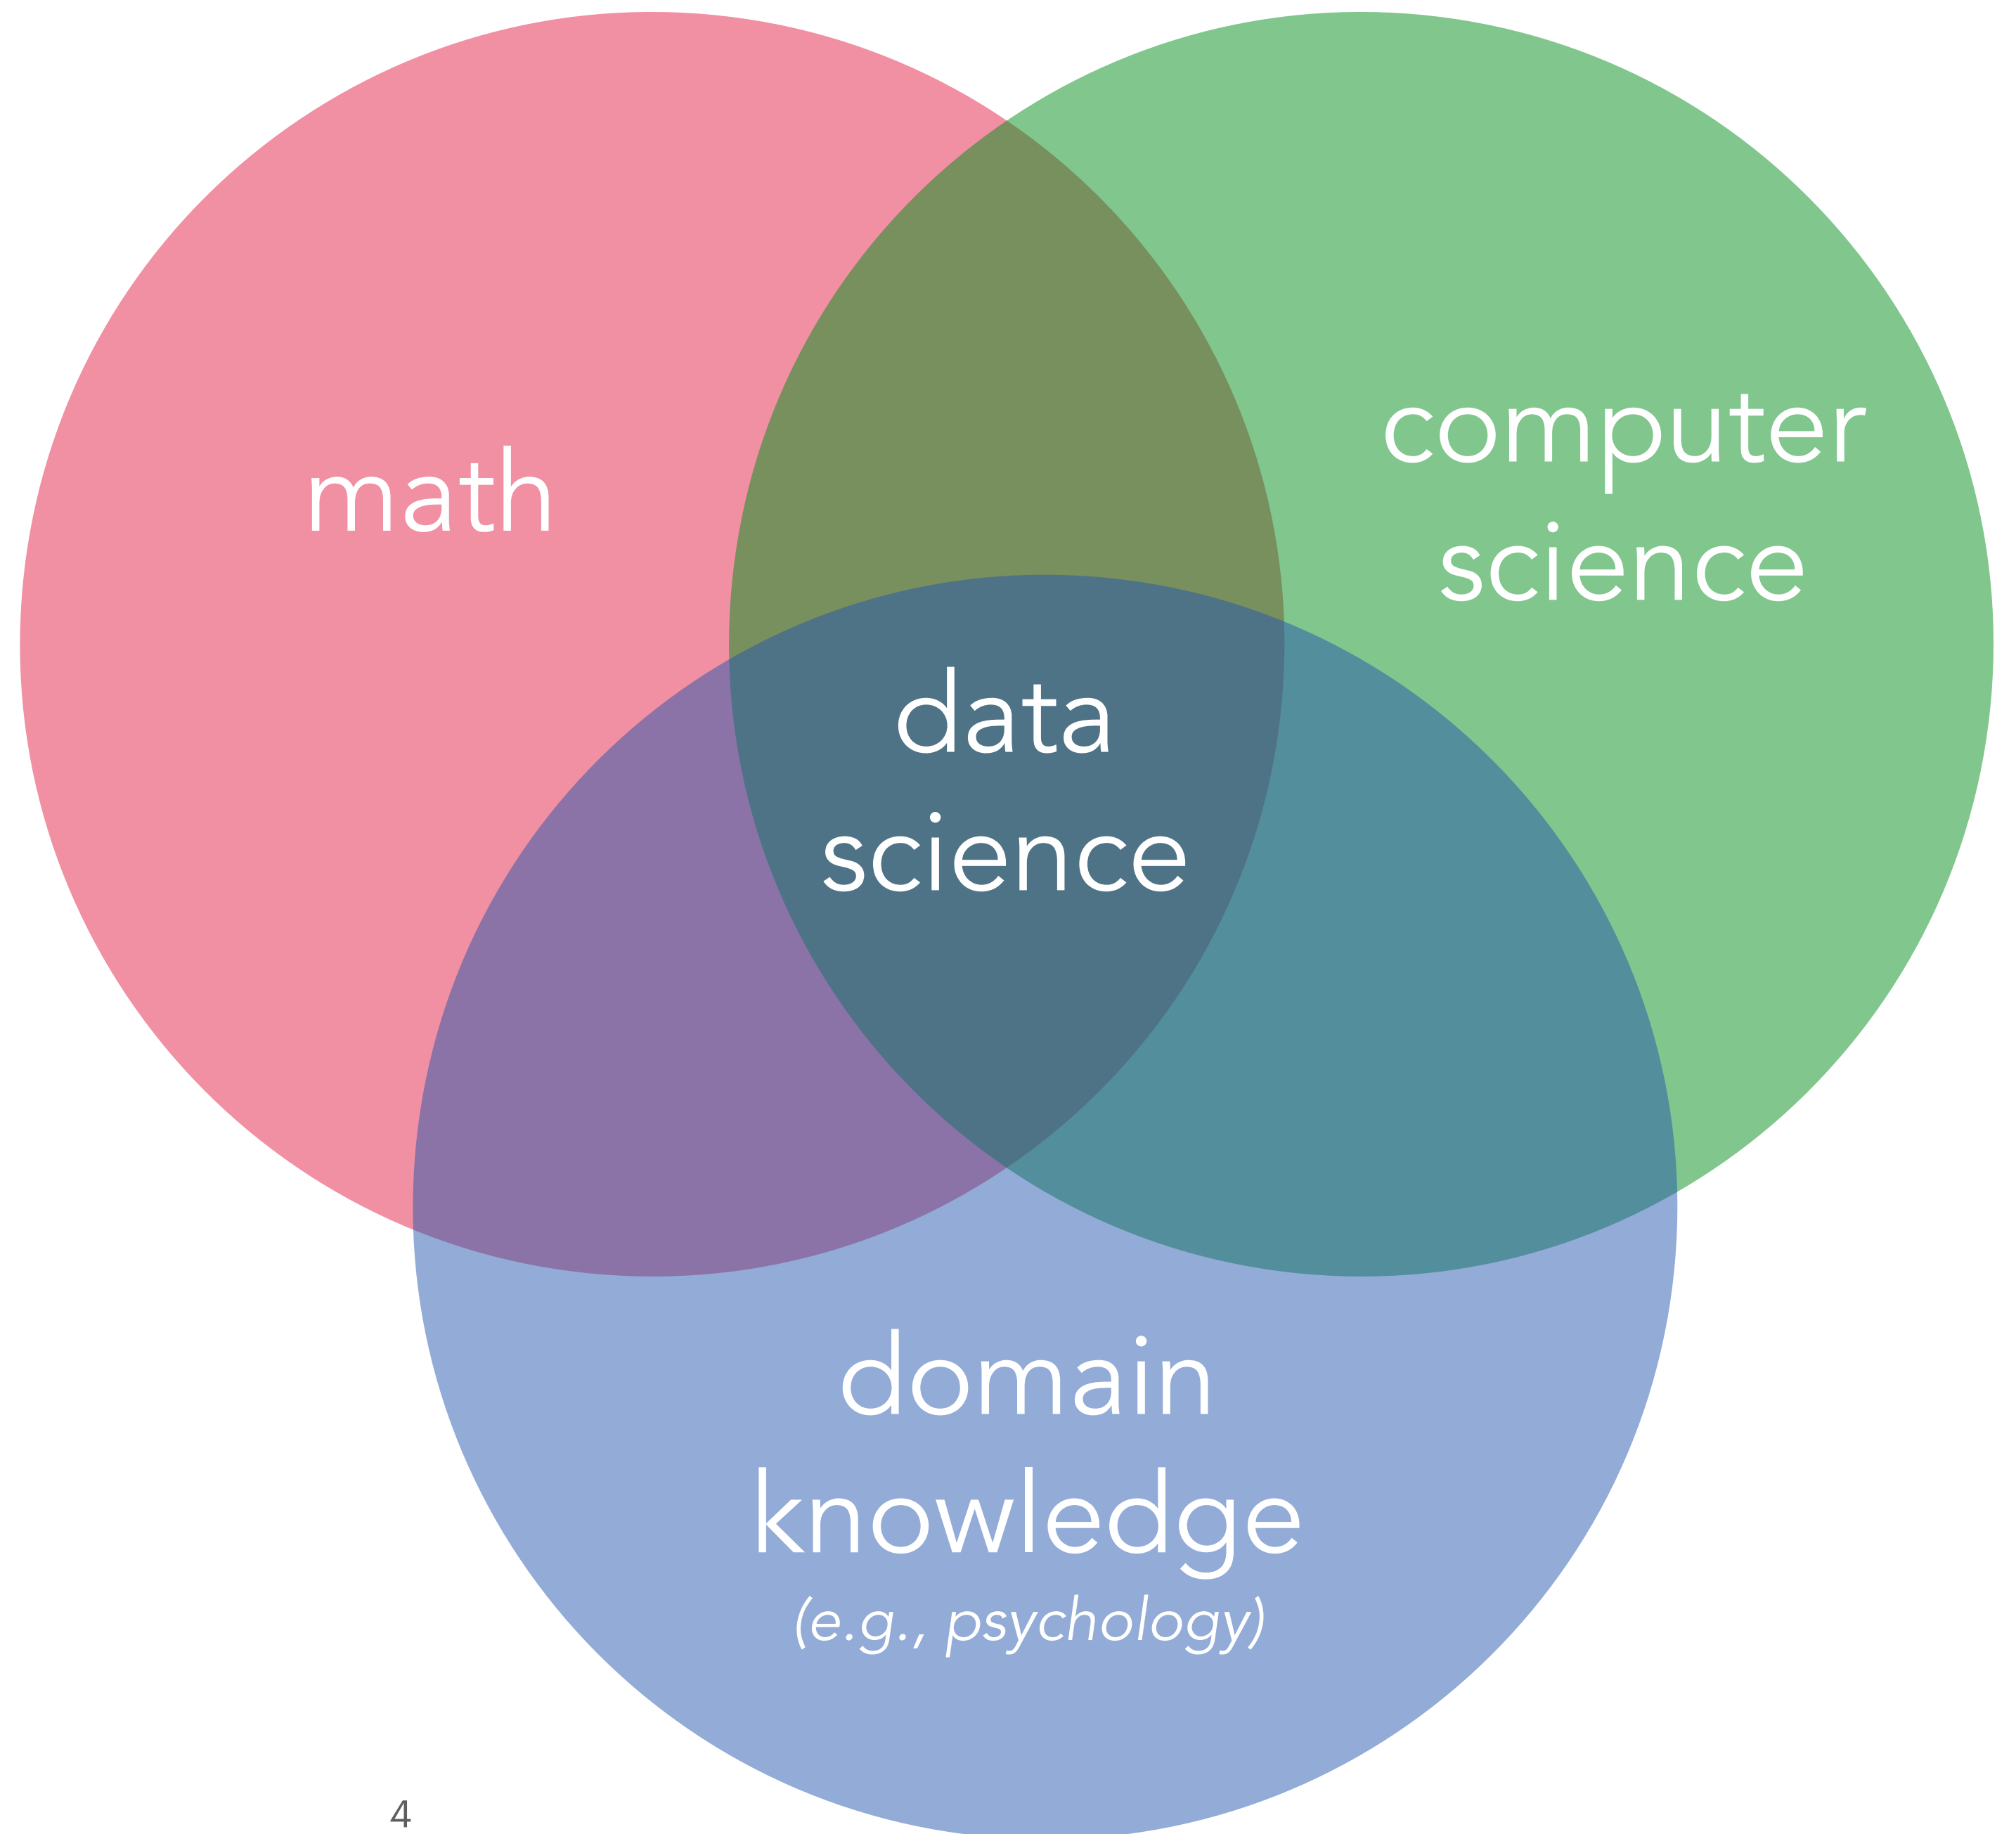 math
computer
science
data
science
domain
knowledge
(e.g., psychology)
4